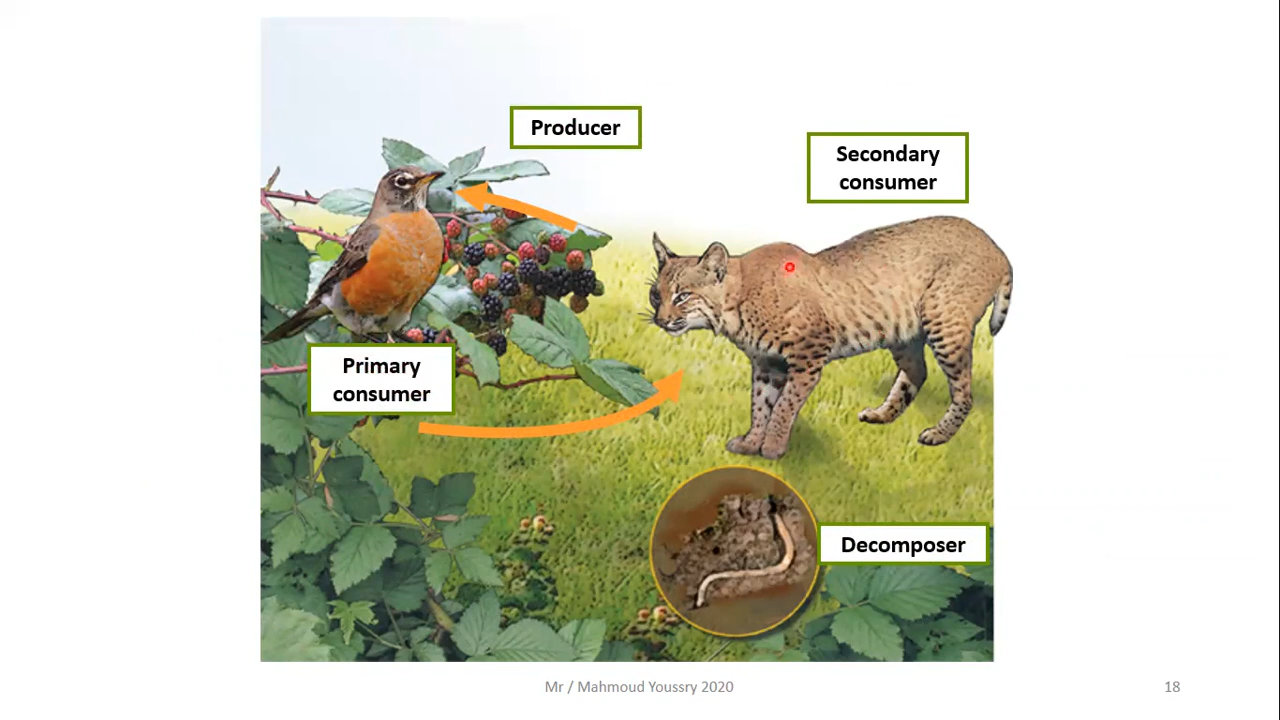 Producer
Secondary
consumer
Primary
consumer
Decomposer
Mr / Mahmoud Youssry 2020
18